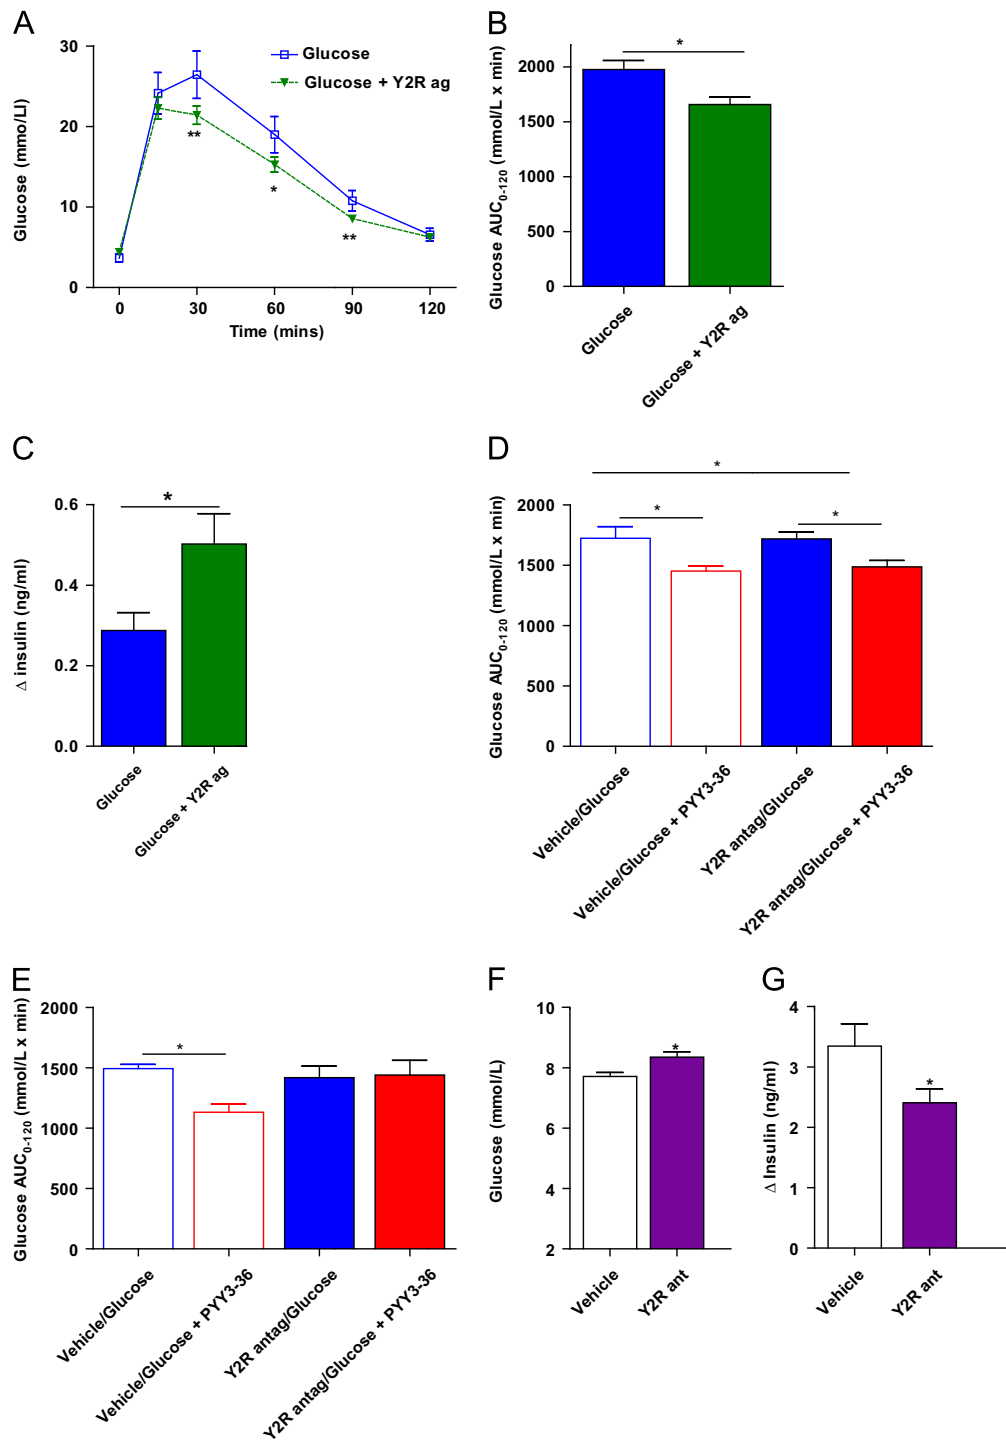 A
Glucose (mmo/Ll)
30
20
10
0
0 30 60 90 120
Time (mins)
Glucose
Glucose + Y2R ag
**
*
**
B
Glucose AUC0-120 (mmol/L x min)
2000
1500
1000
500
0
*
Glucose
Glucose + Y2R ag
C
Δ insulin (ng/ml)
0.6
0.4
0.2
0.0
*
Glucose
Glucose + Y2R ag
D
Glucose AUC0-120 (mmol/L x min)
2000
1500
1000
500
0
*
*
*
Vehicle/Glucose
Vehicle/Glucose + PYY3-36
Y2R antag/Glucose
Y2R antag/Glucose + PYY3-36
E
Glucose AUC0-120 (mmol/L x min)
2000
1500
1000
500
0
*
Vehicle/Glucose
Vehicle/Glucose + PYY3-36
Y2R antag/Glucose
Y2R antag/Glucose + PYY3-36
F
Glucose (mmol/L)
10
8
6
4
2
*
Vehicle
Y2R ant
G
Δ Insulin (ng/ml)
4
3
2
1
0
*
Vehicle
Y2R ant